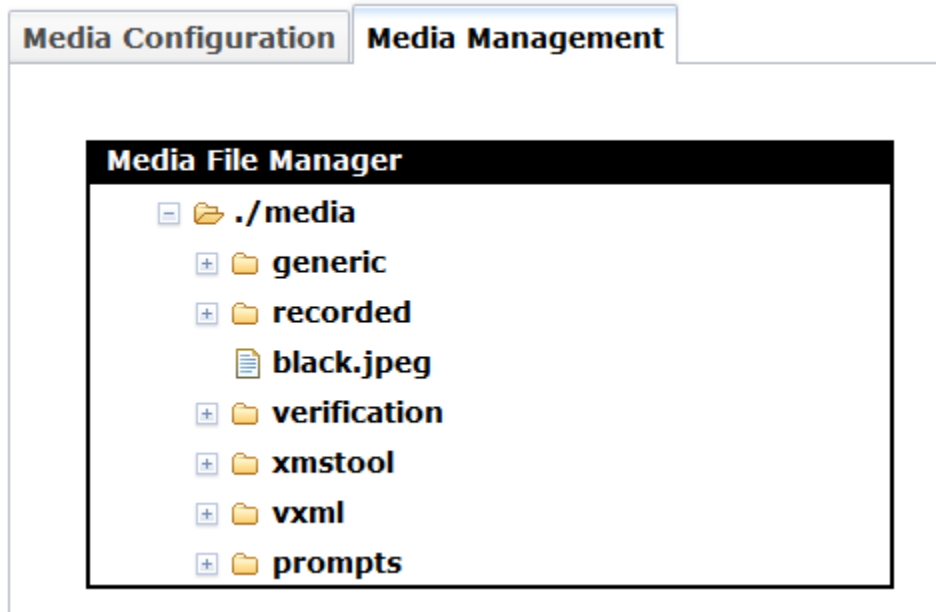 Media Configuration Media Management
Media File Manager
./media
generic
recorded
black.jpeg
verification
xmstool
vxml
prompts